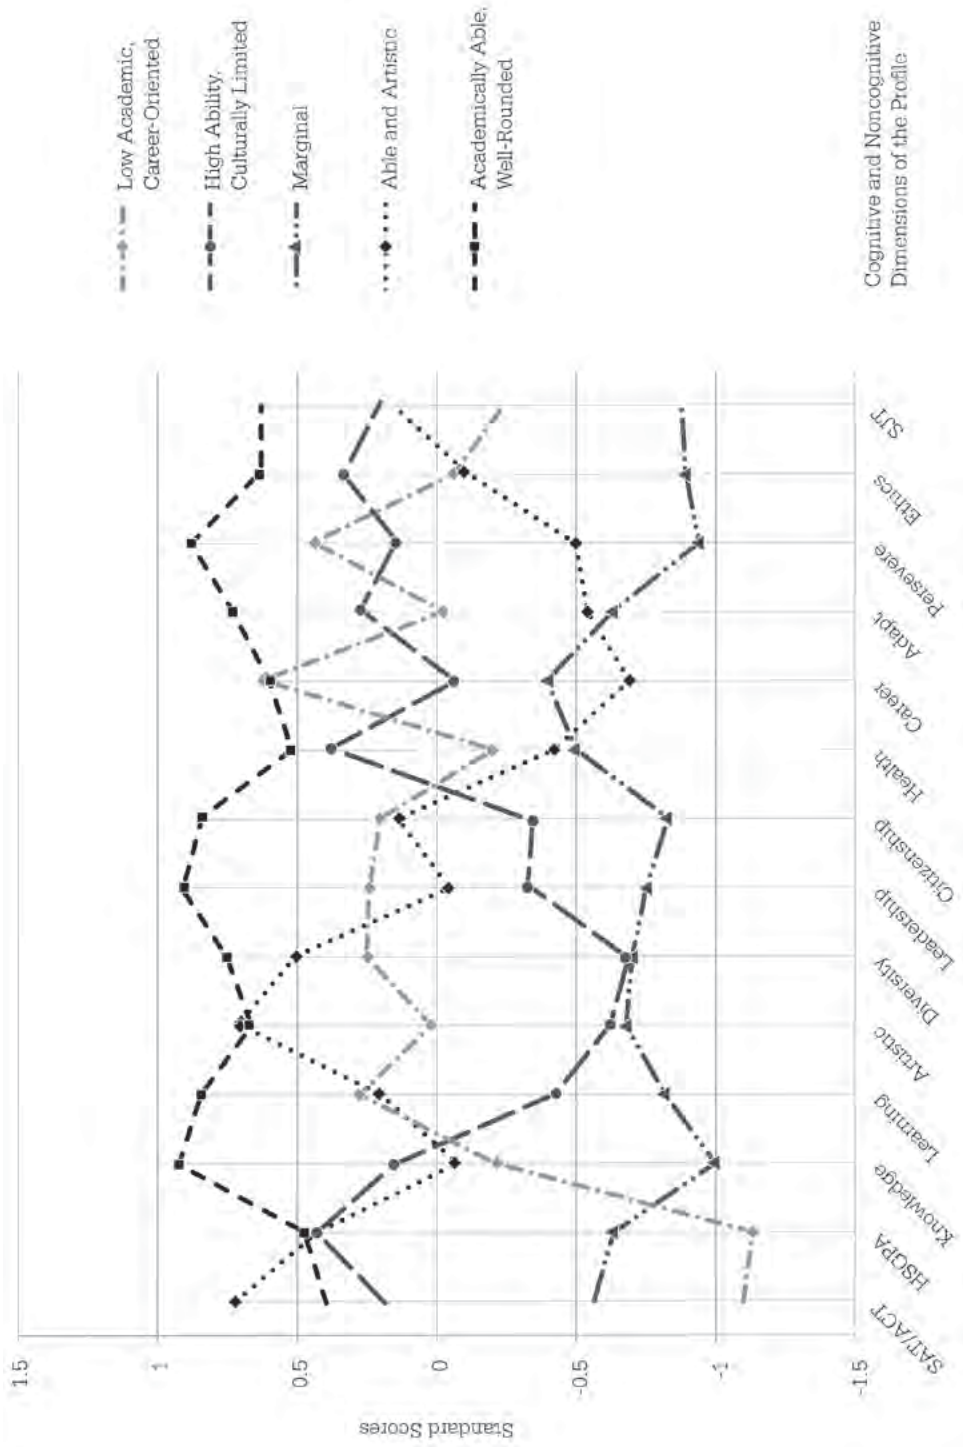 Low Academic,
Career-Oriented
High Ability,
Culturally Limited
Marginal
Able and Artistic
Academically Able,
Well-Rounded
Standard Scores
1.5
1
0.5
0
-0.5
-1
-1.5
SAT/ACT
HSGPA
Knowledge
Learning
Artistic
Diversity
Leadership
Citizenship
Health
Career
Adapt
Persevere
Ethics
SJT
Cognitive and Noncognitive
Dimensions of the Profile